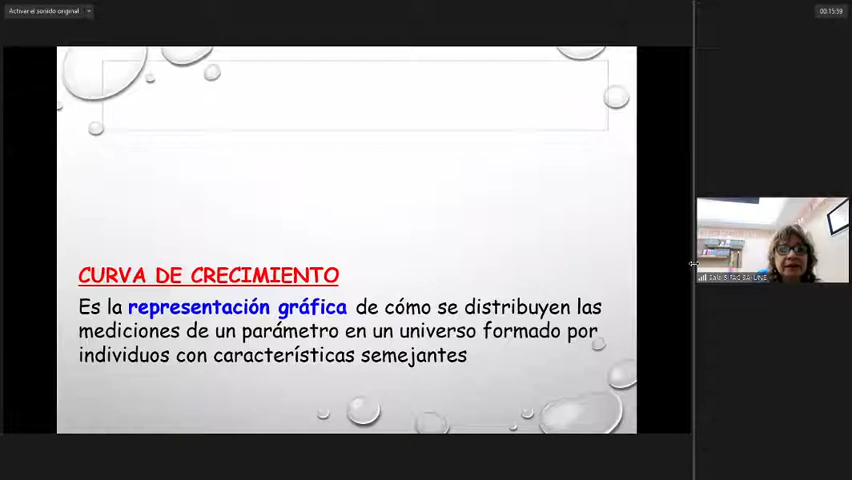 Activar el sonido original
00:15:59
CURVA DE CRECIMIENTO
Es la representación gráfica de cómo se distribuyen las
mediciones de un parámetro en un universo formado por
individuos con características semejantes